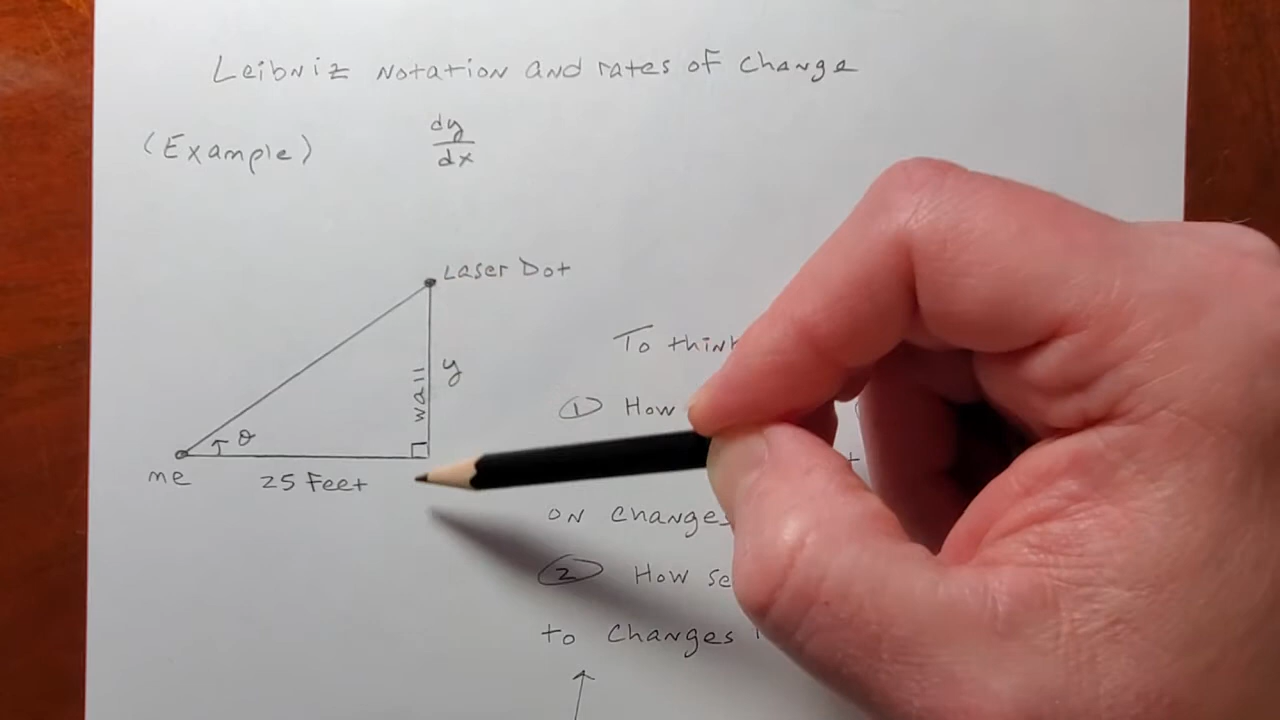 Leibniz notation and rates of change
(Example)
dy
dx
Laser Dot
wall
y
θ
me
25 Feet
To think
① How
on changes
② How se
to changes